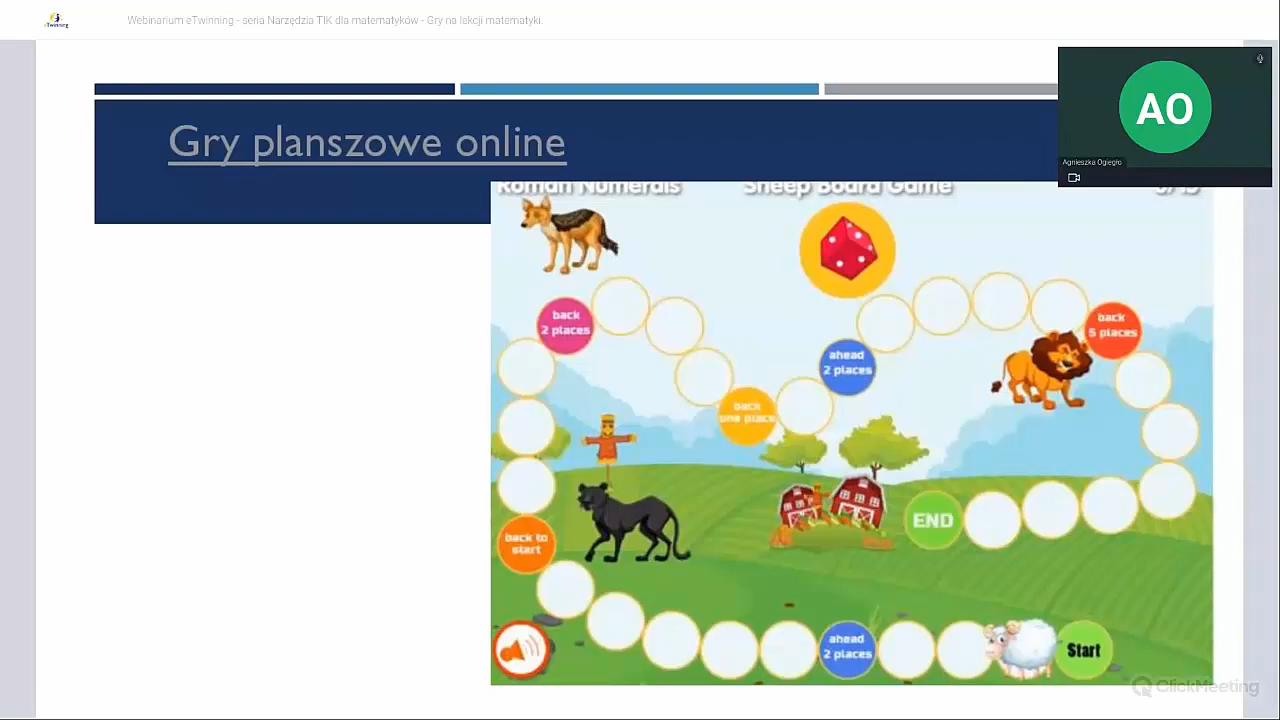 eTwinning
Webinarium eTwinning - seria Narzędzia TIK dla matematyków - Gry na lekcji matematyki.
Gry planszowe online
AO
Agnieszka Ogiegło
Roman Numerals
Sheep Board Game
back
2 places
back
5 places
ahead
2 places
back
one place
END
back to
start
ahead
2 places
Start
ClickMeeting